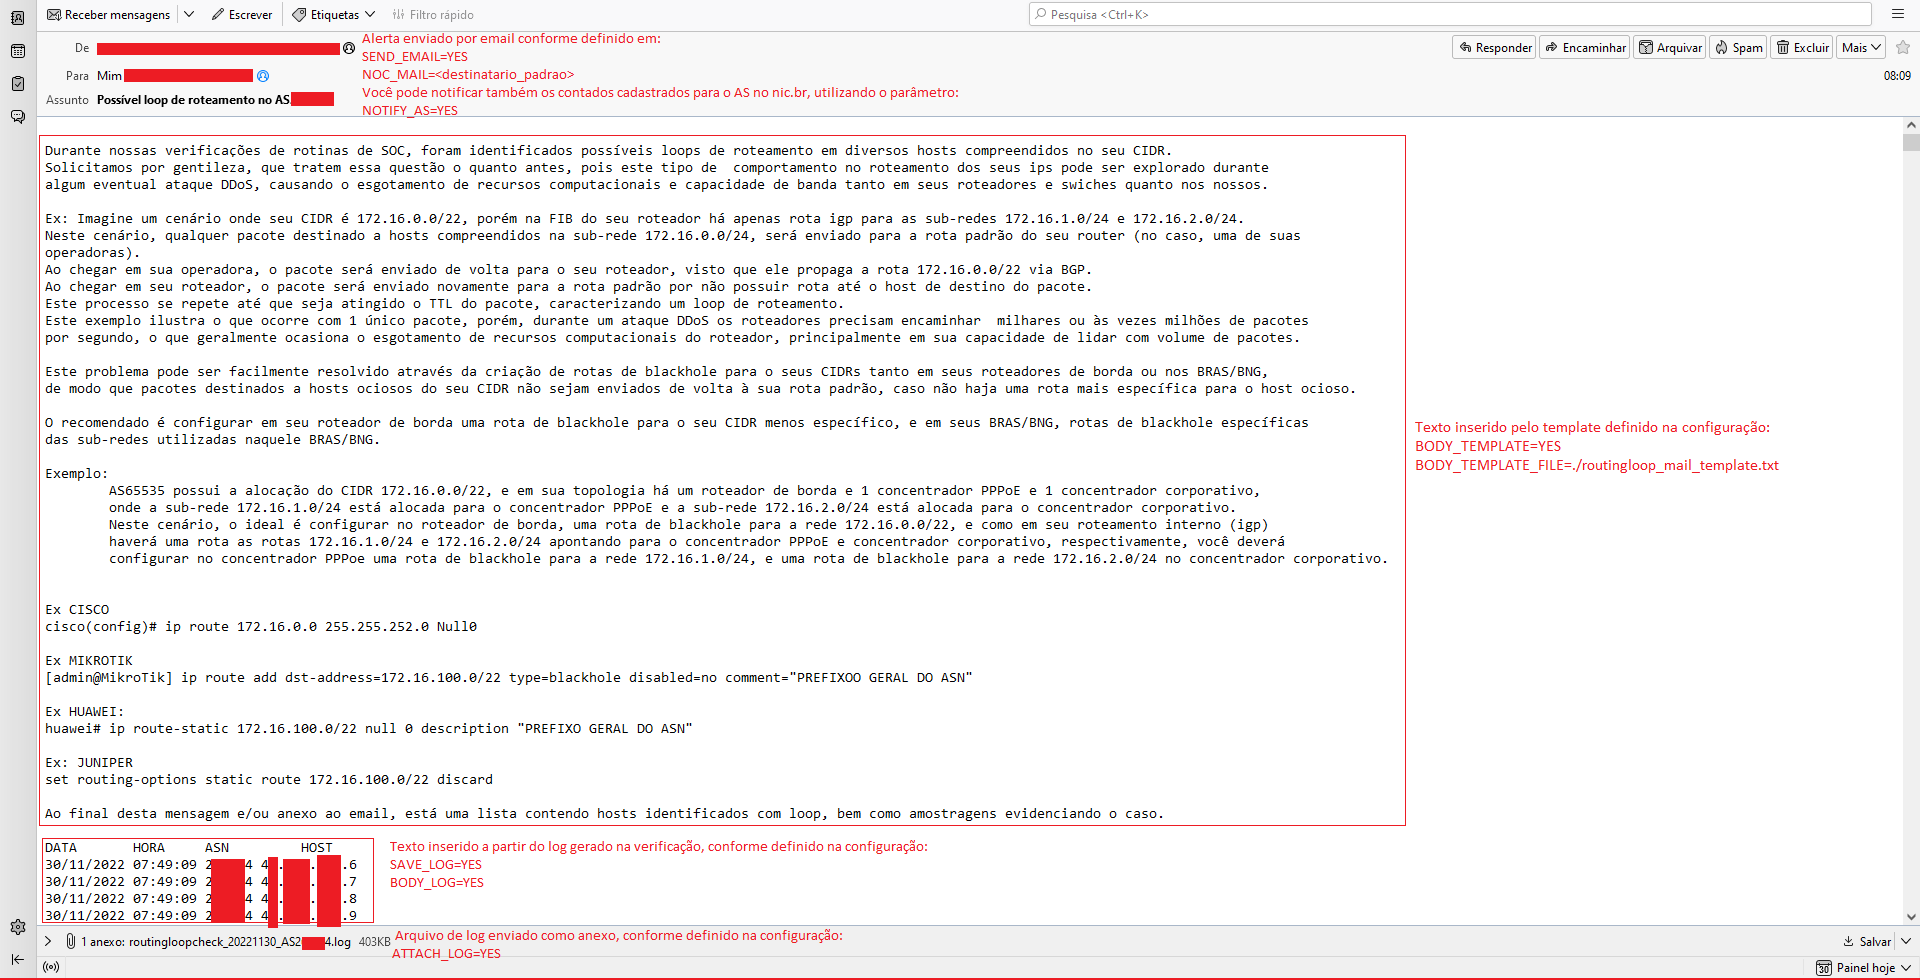 Receber mensagens
Escrever
Etiquetas
Filtro rápido
Pesquisa <Ctrl+K>
De
Alerta enviado por email conforme definido em:
SEND_EMAIL=YES
NOC_MAIL=<destinatario_padrao>
Você pode notificar também os contados cadastrados para o AS no nic.br, utilizando o parâmetro:
NOTIFY_AS=YES
Responder
Encaminhar
Arquivar
Spam
Excluir
Mais
Para Mim
08:09
Assunto Possível loop de roteamento no AS
Durante nossas verificações de rotinas de SOC, foram identificados possíveis loops de roteamento em diversos hosts compreendidos no seu CIDR.
Solicitamos por gentileza, que tratem essa questão o quanto antes, pois este tipo de  comportamento no roteamento dos seus ips pode ser explorado durante
algum eventual ataque DDoS, causando o esgotamento de recursos computacionais e capacidade de banda tanto em seus roteadores e swiches quanto nos nossos.
Ex: Imagine um cenário onde seu CIDR é 172.16.0.0/22, porém na FIB do seu roteador há apenas rota igp para as sub-redes 172.16.1.0/24 e 172.16.2.0/24.
Neste cenário, qualquer pacote destinado a hosts compreendidos na sub-rede 172.16.0.0/24, será enviado para a rota padrão do seu router (no caso, uma de suas
operadoras).
Ao chegar em sua operadora, o pacote será enviado de volta para o seu roteador, visto que ele propaga a rota 172.16.0.0/22 via BGP.
Ao chegar em seu roteador, o pacote será enviado novamente para a rota padrão por não possuir rota até o host de destino do pacote.
Este processo se repete até que seja atingido o TTL do pacote, caracterizando um loop de roteamento.
Este exemplo ilustra o que ocorre com 1 único pacote, porém, durante um ataque DDoS os roteadores precisam encaminhar  milhares ou às vezes milhões de pacotes
por segundo, o que geralmente ocasiona o esgotamento de recursos computacionais do roteador, principalmente em sua capacidade de lidar com volume de pacotes.
Este problema pode ser facilmente resolvido através da criação de rotas de blackhole para o seus CIDRs tanto em seus roteadores de borda ou nos BRAS/BNG,
de modo que pacotes destinados a hosts ociosos do seu CIDR não sejam enviados de volta à sua rota padrão, caso não haja uma rota mais específica para o host ocioso.
O recomendado é configurar em seu roteador de borda uma rota de blackhole para o seu CIDR menos específico, e em seus BRAS/BNG, rotas de blackhole específicas
das sub-redes utilizadas naquele BRAS/BNG.
Texto inserido pelo template definido na configuração:
BODY_TEMPLATE=YES
BODY_TEMPLATE_FILE=./routingloop_mail_template.txt
Exemplo:
AS65535 possui a alocação do CIDR 172.16.0.0/22, e em sua topologia há um roteador de borda e 1 concentrador PPPoE e 1 concentrador corporativo,
onde a sub-rede 172.16.1.0/24 está alocada para o concentrador PPPoE e a sub-rede 172.16.2.0/24 está alocada para o concentrador corporativo.
Neste cenário, o ideal é configurar no roteador de borda, uma rota de blackhole para a rede 172.16.0.0/22, e como em seu roteamento interno (igp)
haverá uma rota as rotas 172.16.1.0/24 e 172.16.2.0/24 apontando para o concentrador PPPoE e concentrador corporativo, respectivamente, você deverá
configurar no concentrador PPPoe uma rota de blackhole para a rede 172.16.1.0/24, e uma rota de blackhole para a rede 172.16.2.0/24 no concentrador corporativo.
Ex CISCO
cisco(config)# ip route 172.16.0.0 255.255.252.0 Null0
Ex MIKROTIK
[admin@MikroTik] ip route add dst-address=172.16.100.0/22 type=blackhole disabled=no comment="PREFIXOO GERAL DO ASN"
Ex HUAWEI:
huawei# ip route-static 172.16.100.0/22 null 0 description "PREFIXO GERAL DO ASN"
Ex: JUNIPER
set routing-options static route 172.16.100.0/22 discard
Ao final desta mensagem e/ou anexo ao email, está uma lista contendo hosts identificados com loop, bem como amostragens evidenciando o caso.
DATA HORA ASN HOST
30/11/2022 07:49:09 2 4 4 . . .6
30/11/2022 07:49:09 2 4 4 . . .7
30/11/2022 07:49:09 2 4 4 . . .8
30/11/2022 07:49:09 2 4 4 . . .9
Texto inserido a partir do log gerado na verificação, conforme definido na configuração:
SAVE_LOG=YES
BODY_LOG=YES
1 anexo: routingloopcheck_20221130_AS2 4.log 403KB
Arquivo de log enviado como anexo, conforme definido na configuração:
ATTACH_LOG=YES
Salvar
30 Painel hoje